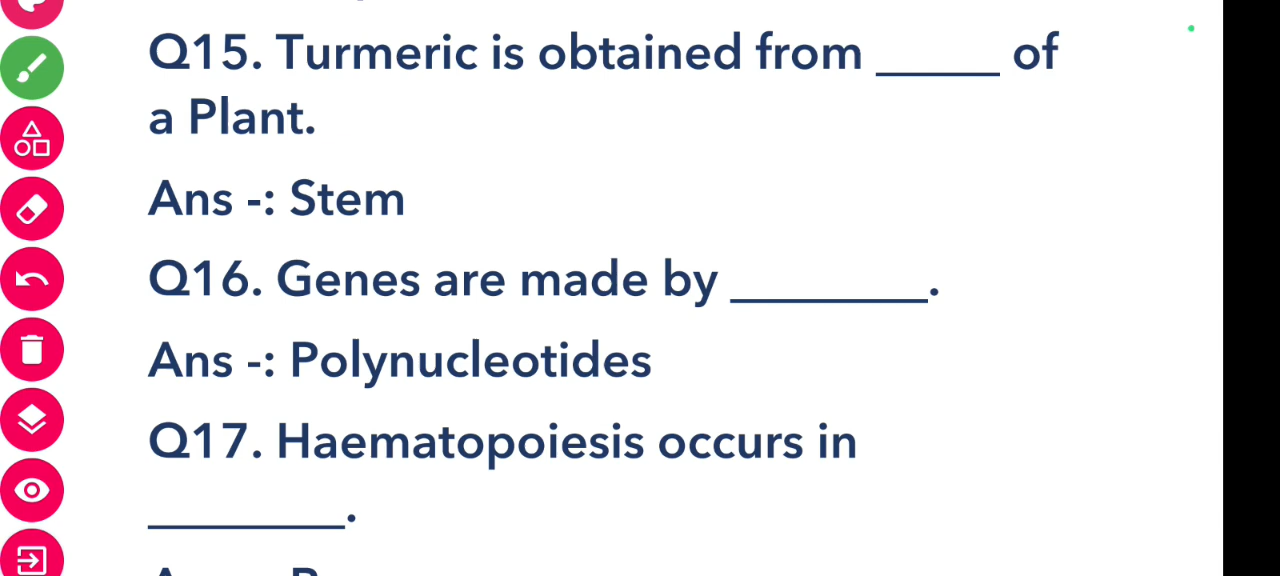 Q15. Turmeric is obtained from _____ of
a Plant.
Ans -: Stem
Q16. Genes are made by ________.
Ans -: Polynucleotides
Q17. Haematopoiesis occurs in
________.